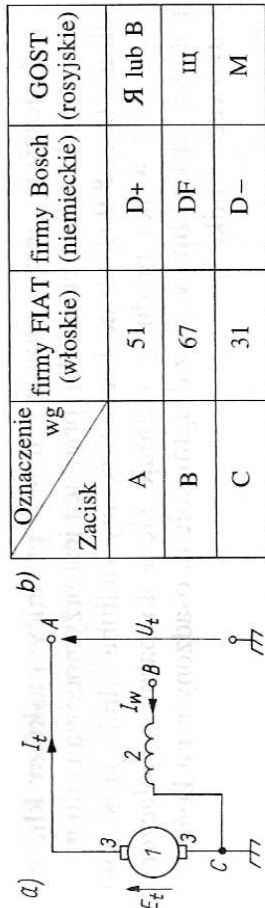 a)
I_t
A
3
1
3
E_t
2
I_w
B
U_t
C
b)
Oznaczenie wg
Zacisk
firmy FIAT (włoskie)
firmy Bosch (niemieckie)
GOST (rosyjskie)
A 51 D+ Я lub B
B 67 DF Щ
C 31 D− M